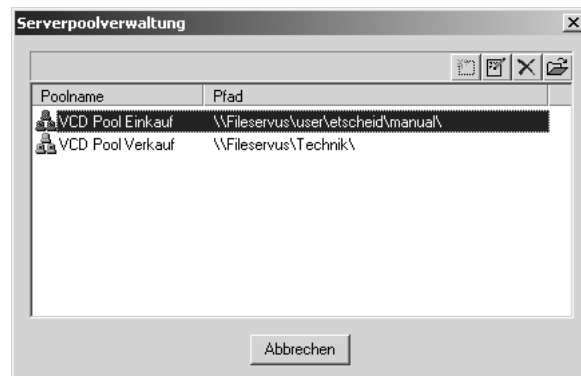 Serverpoolverwaltung
Poolname Pfad
VCD Pool Einkauf \\Fileservus\user\etscheid\manual\
VCD Pool Verkauf \\Fileservus\Technik\
Abbrechen